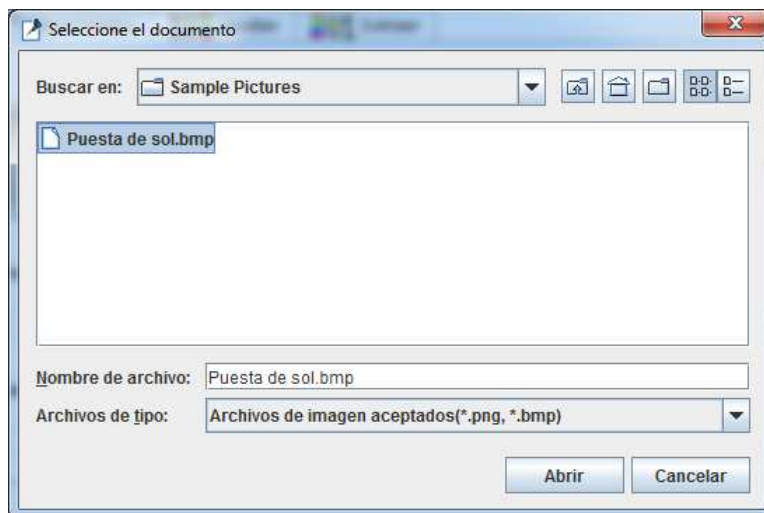 Seleccione el documento
Buscar en: Sample Pictures
Puesta de sol.bmp
Nombre de archivo: Puesta de sol.bmp
Archivos de tipo: Archivos de imagen aceptados(*.png, *.bmp)
Abrir Cancelar